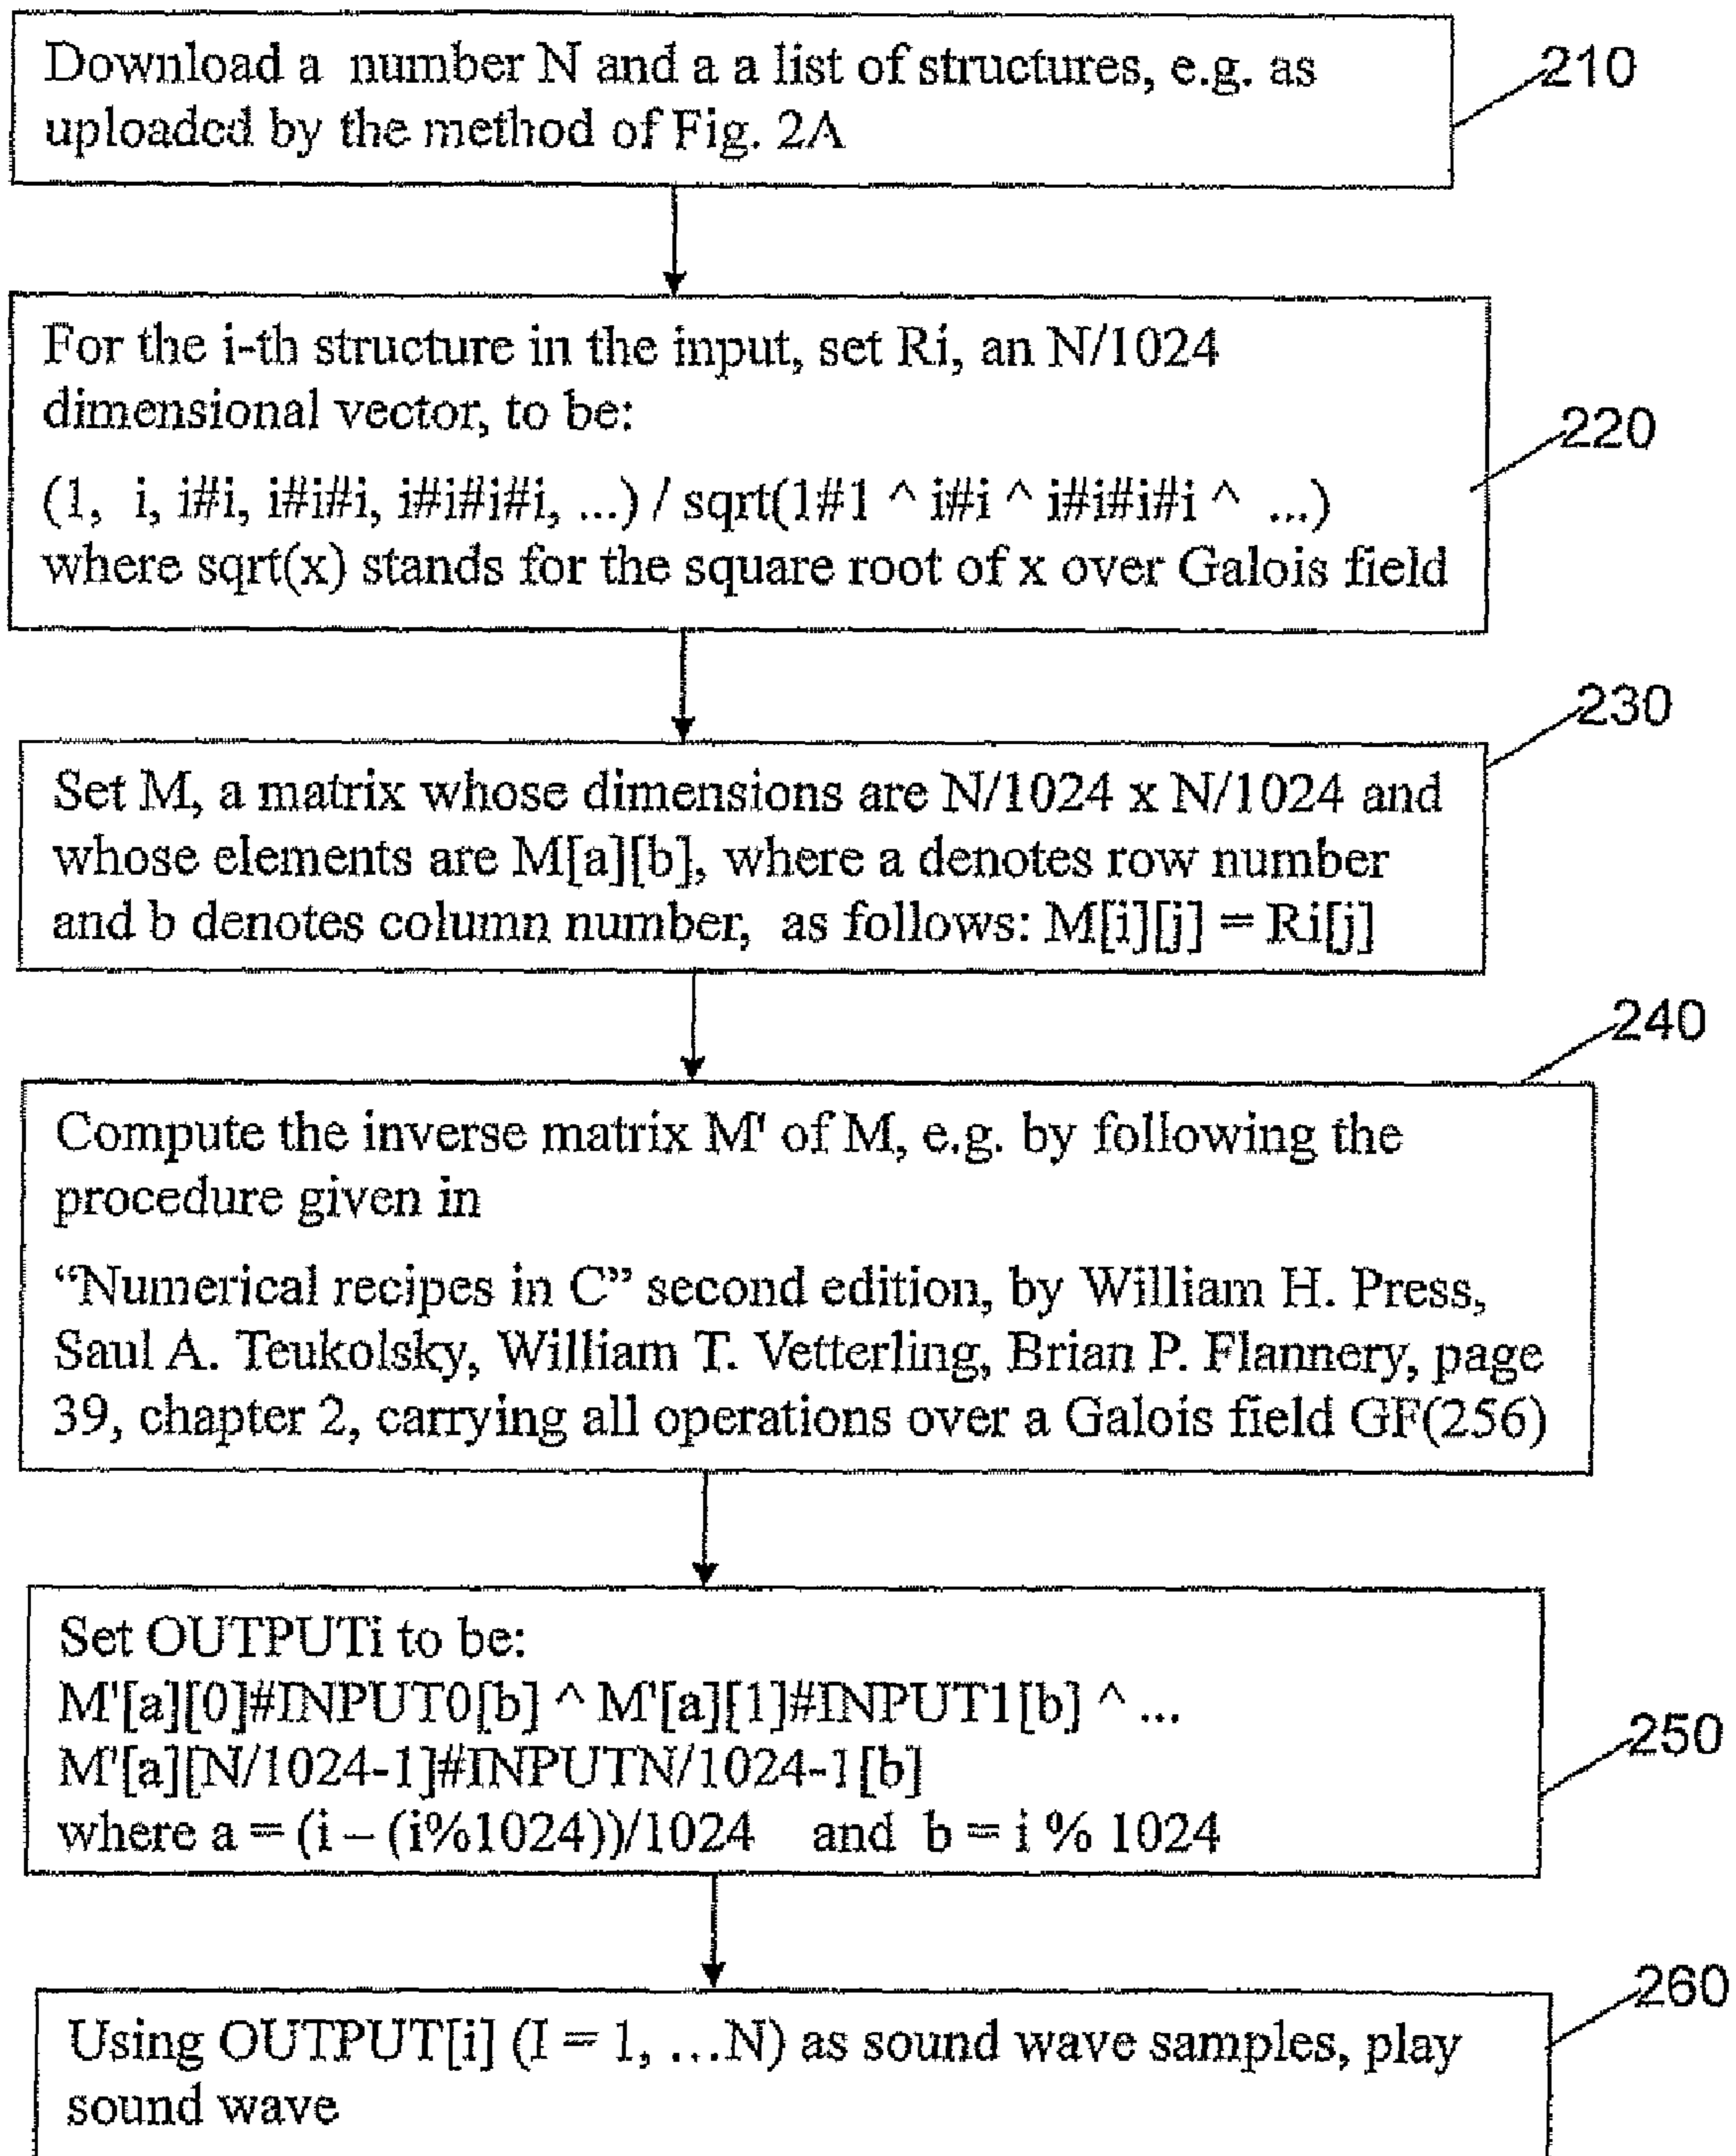 Download a number N and a a list of structures, e.g. as
uploaded by the method of Fig. 2A
210
For the i-th structure in the input, set Ri, an N/1024
dimensional vector, to be:
(1, i, i#i, i#i#i, i#i#i#i, ...) / sqrt(1#1 ^ i#i ^ i#i#i#i ^ ...)
where sqrt(x) stands for the square root of x over Galois field
220
230
Set M, a matrix whose dimensions are N/1024 x N/1024 and
whose elements are M[a][b], where a denotes row number
and b denotes column number, as follows: M[i][j] = Ri[j]
240
Compute the inverse matrix M' of M, e.g. by following the
procedure given in
“Numerical recipes in C” second edition, by William H. Press,
Saul A. Teukolsky, William T. Vetterling, Brian P. Flannery, page
39, chapter 2, carrying all operations over a Galois field GF(256)
Set OUTPUTi to be:
M'[a][0]#INPUT0[b] ^ M'[a][1]#INPUT1[b] ^ ...
M'[a][N/1024-1]#INPUTN/1024-1[b]
where a = (i – (i%1024))/1024 and b = i % 1024
250
260
Using OUTPUT[i] (I = 1, ...N) as sound wave samples, play
sound wave